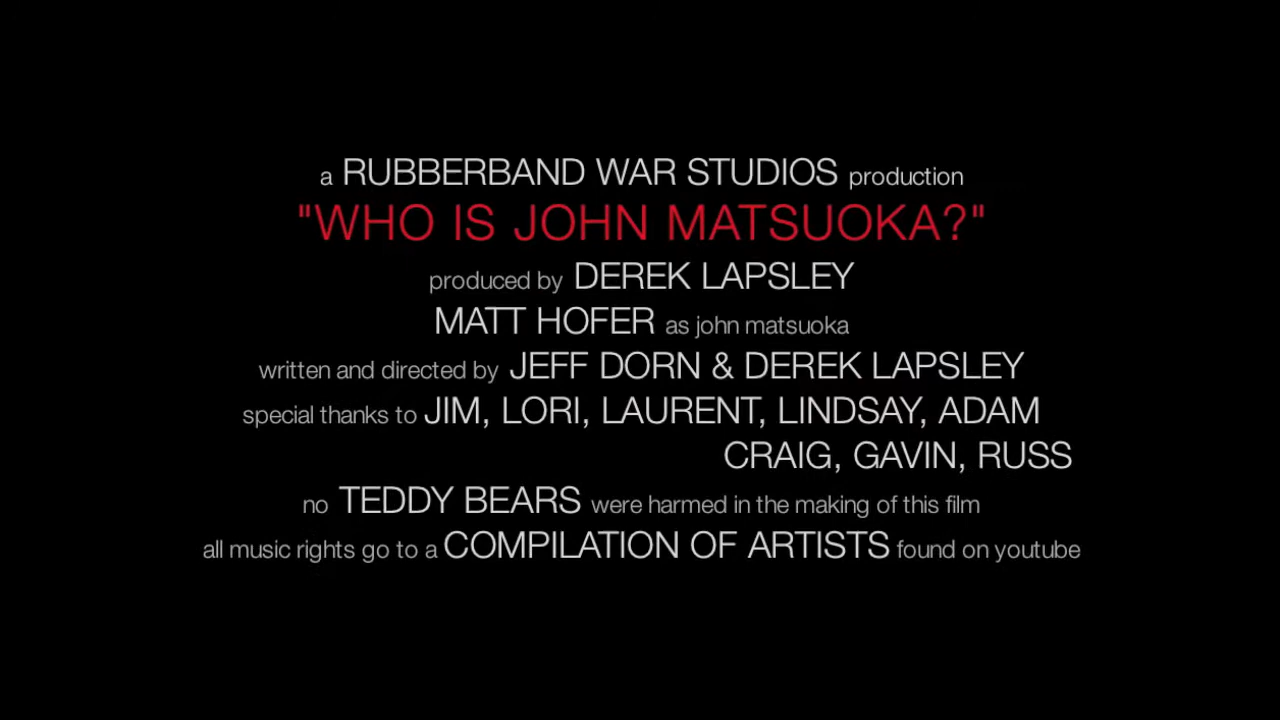 a RUBBERBAND WAR STUDIOS production
"WHO IS JOHN MATSUOKA?"
produced by DEREK LAPSLEY
MATT HOFER as john matsuoka
written and directed by JEFF DORN & DEREK LAPSLEY
special thanks to JIM, LORI, LAURENT, LINDSAY, ADAM
CRAIG, GAVIN, RUSS
no TEDDY BEARS were harmed in the making of this film
all music rights go to a COMPILATION OF ARTISTS found on youtube